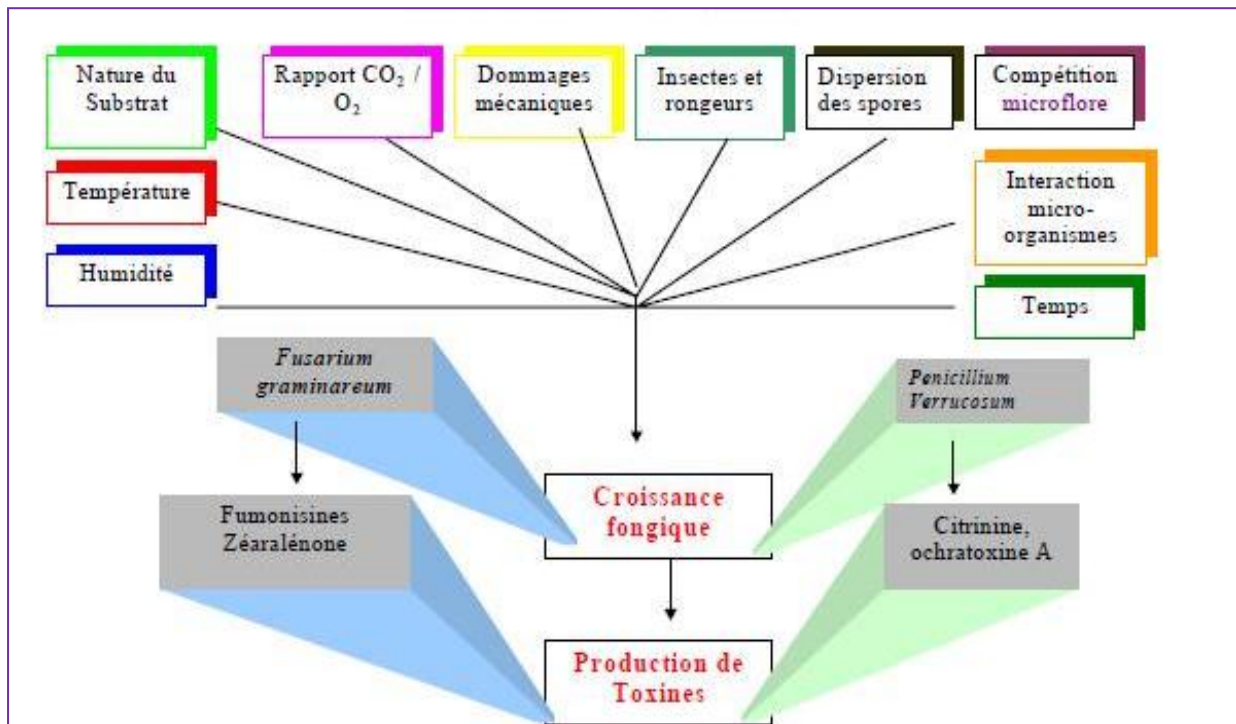 Nature du
Substrat
Rapport CO₂ /
O₂
Dommages
mécaniques
Insectes et
rongeurs
Dispersion
des spores
Compétition
microflore
Température
Interaction
micro-
organismes
Humidité
Temps
Fusarium
graminareum
Penicillium
Verrucosum
Croissance
fongique
Fumonisines
Zéaralénone
Citrinine,
ochratoxine A
Production de
Toxines